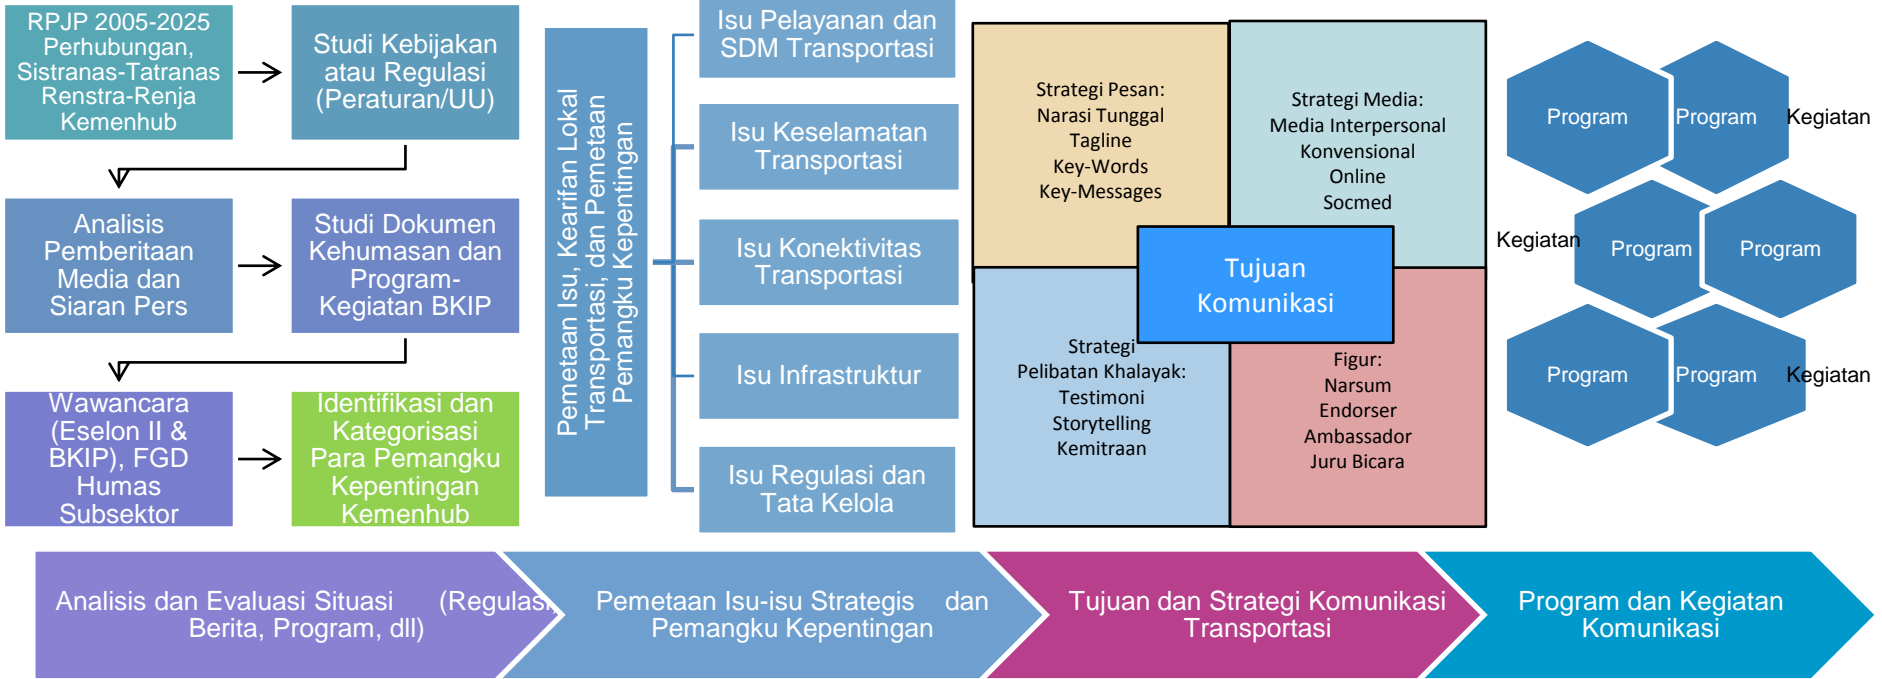 RPJP 2005-2025
Perhubungan,
Sistranas-Tatranas
Renstra-Renja
Kemenhub
Studi Kebijakan
atau Regulasi
(Peraturan/UU)
Analisis
Pemberitaan
Media dan
Siaran Pers
Studi Dokumen
Kehumasan dan
Program-
Kegiatan BKIP
Wawancara
(Eselon II &
BKIP), FGD
Humas
Subsektor
Identifikasi dan
Kategorisasi
Para Pemangku
Kepentingan
Kemenhub
Pemetaan Isu, Kearifan Lokal
Transportasi, dan Pemetaan
Pemangku Kepentingan
Isu Pelayanan dan
SDM Transportasi
Isu Keselamatan
Transportasi
Isu Konektivitas
Transportasi
Isu Infrastruktur
Isu Regulasi dan
Tata Kelola
Strategi Pesan:
Narasi Tunggal
Tagline
Key-Words
Key-Messages
Strategi Media:
Media Interpersonal
Konvensional
Online
Socmed
Tujuan
Komunikasi
Strategi
Pelibatan Khalayak:
Testimoni
Storytelling
Kemitraan
Figur:
Narsum
Endorser
Ambassador
Juru Bicara
Program
Program
Kegiatan
Kegiatan
Program
Program
Program
Program
Kegiatan
Analisis dan Evaluasi Situasi (Regulasi,
Berita, Program, dll)
Pemetaan Isu-isu Strategis dan
Pemangku Kepentingan
Tujuan dan Strategi Komunikasi
Transportasi
Program dan Kegiatan
Komunikasi